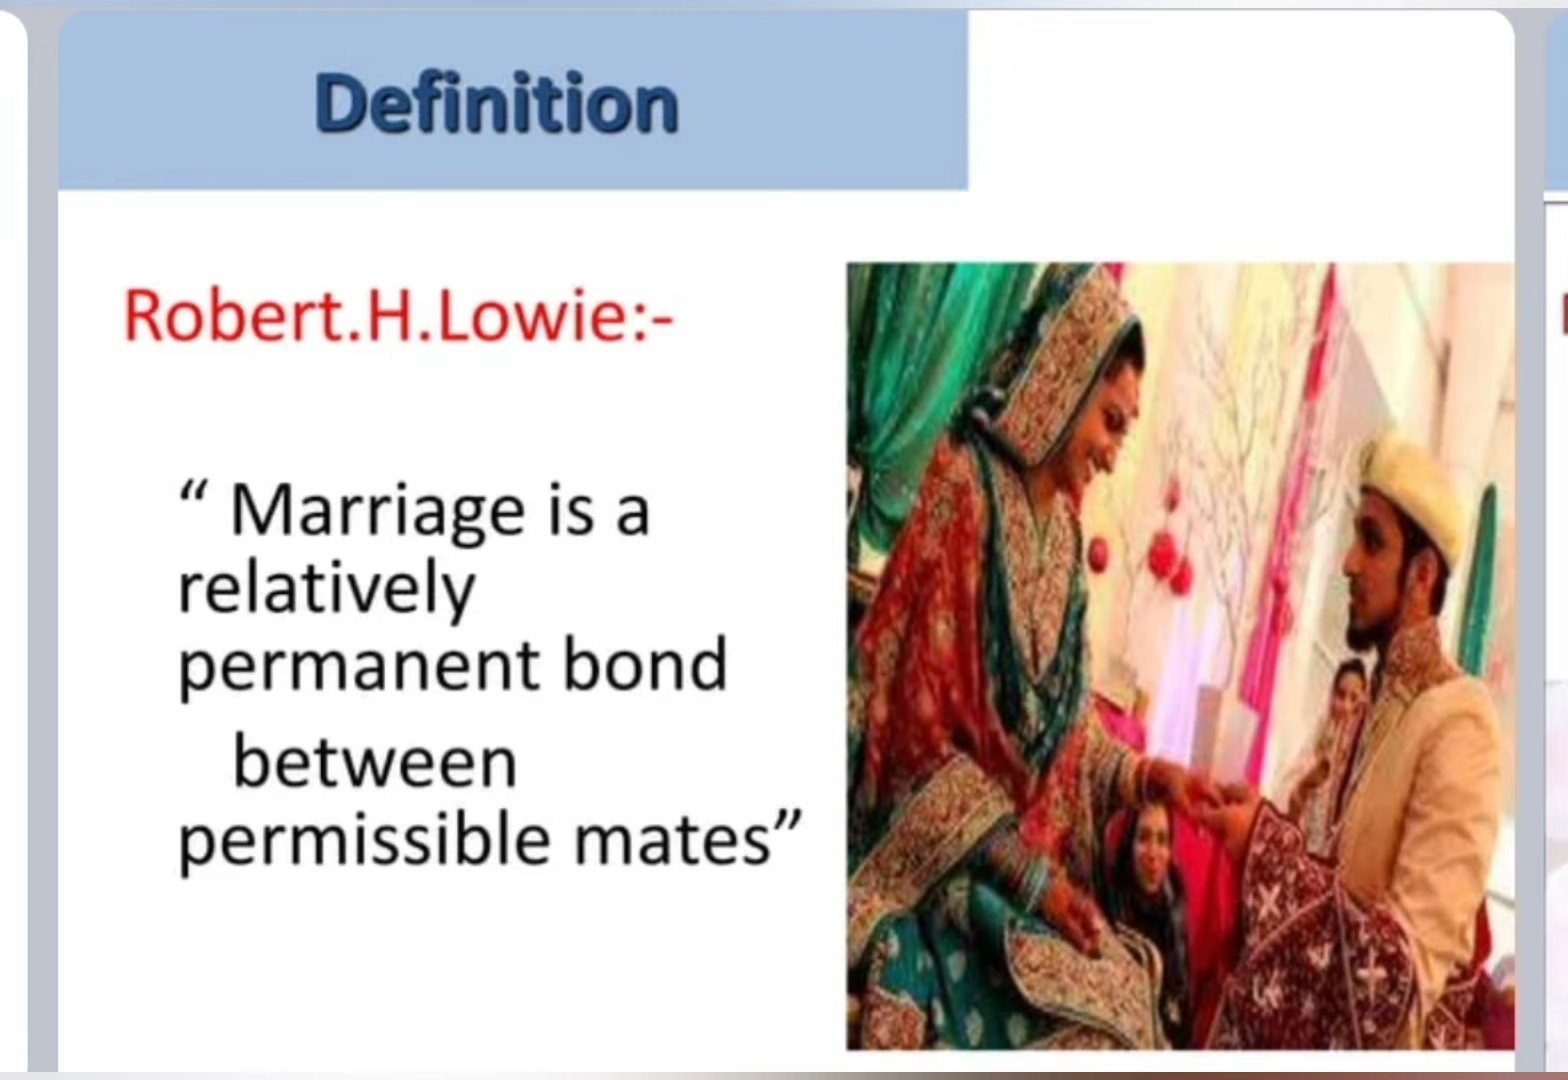 Definition
Robert.H.Lowie:-
“ Marriage is a
relatively
permanent bond
between
permissible mates”